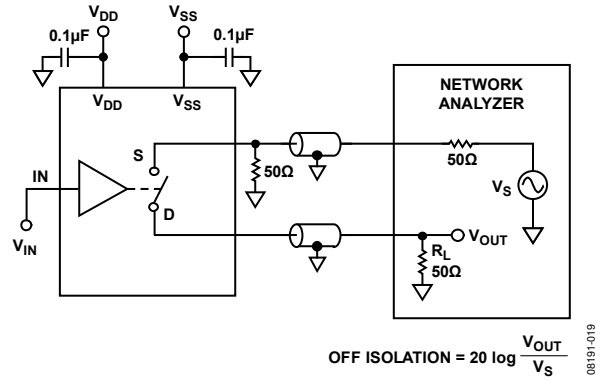 V_DD
V_SS
0.1µF
0.1µF
V_DD
V_SS
NETWORK
ANALYZER
S
50Ω
50Ω
IN
V_S
D
V_OUT
V_IN
R_L
50Ω
OFF ISOLATION = 20 log V_OUT / V_S
08191-019